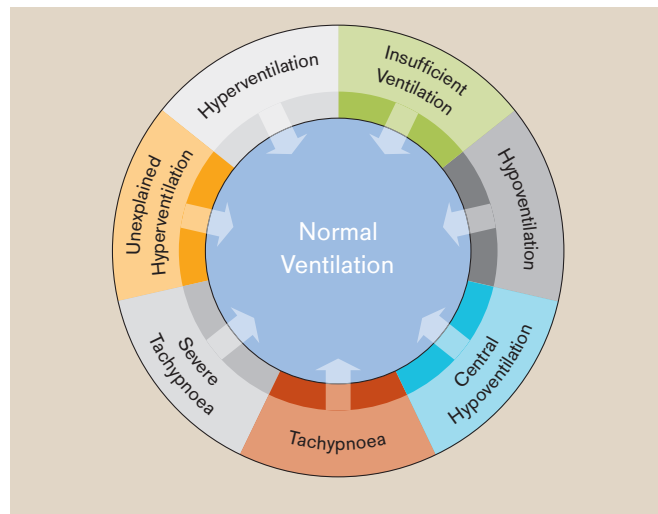 Hyperventilation
Insufficient
Ventilation
Hypoventilation
Central
Hypoventilation
Tachypnoea
Severe
Tachypnoea
Unexplained
Hyperventilation
Normal
Ventilation